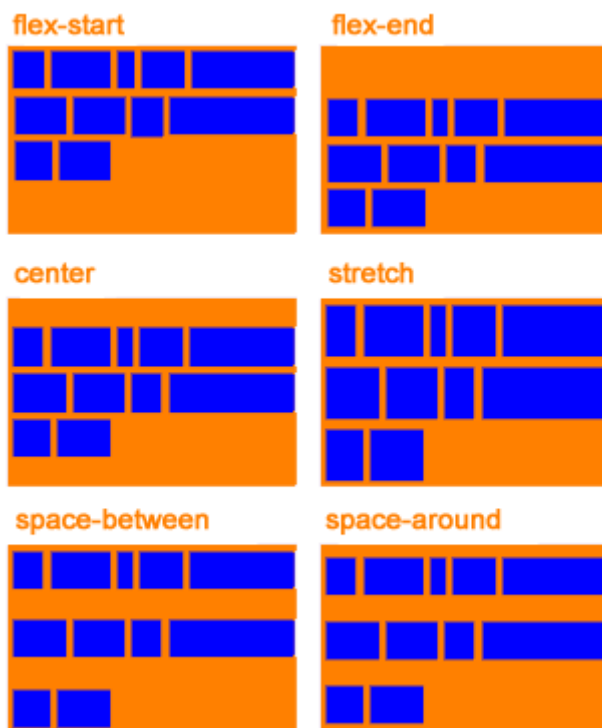 flex-start
flex-end
center
stretch
space-between
space-around